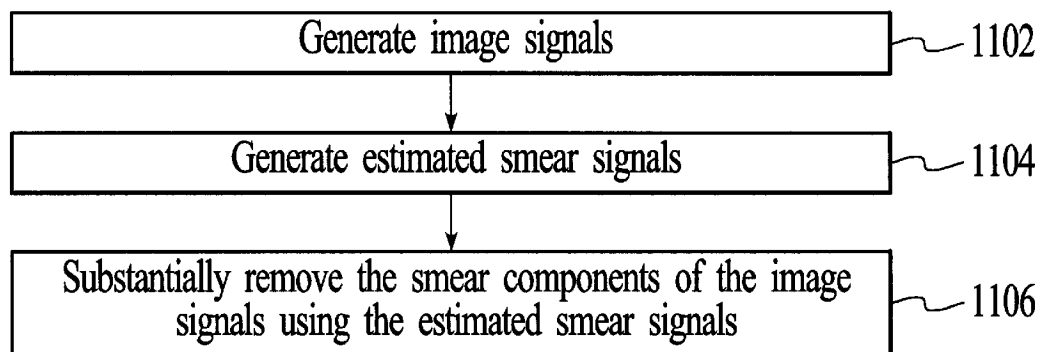 Generate image signals
1102
Generate estimated smear signals
1104
Substantially remove the smear components of the image
signals using the estimated smear signals
1106